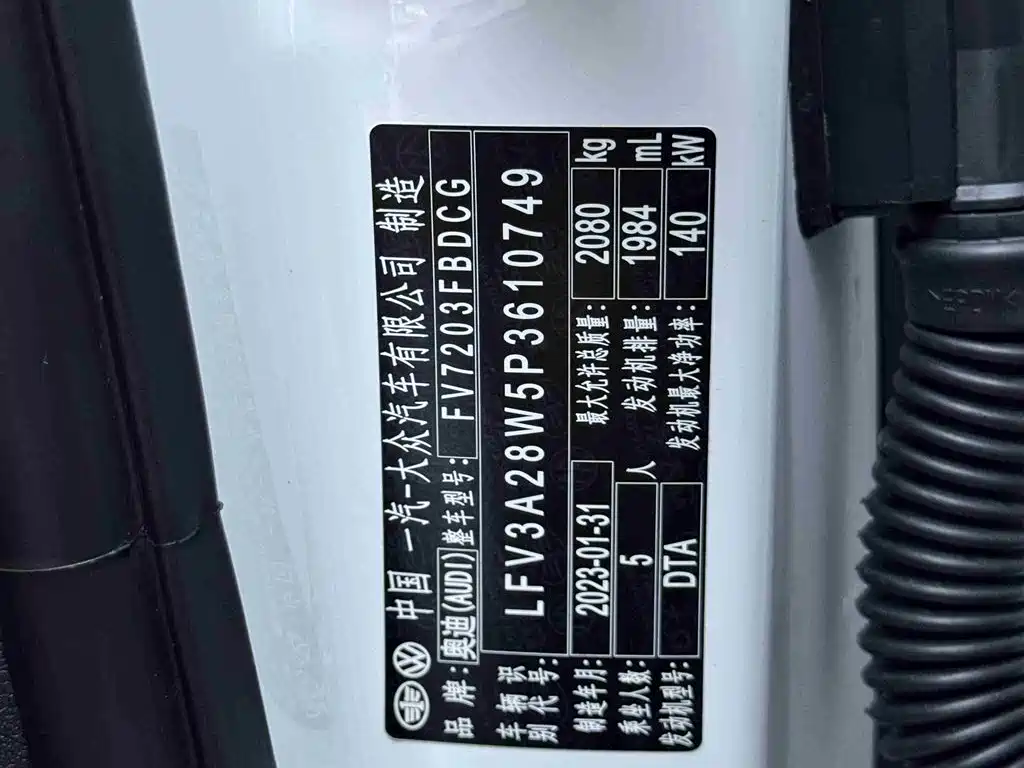 中国 一汽-大众汽车有限公司 制造
品 牌: 奥迪(AUDI) 整车型号: FV7203FBDCG
车辆识别代号: LFV3A28W5P3610749
制造年月: 2023-01-31 最大允许总质量: 2080 kg
乘坐人数: 5 人 发动机排量: 1984 mL
发动机型号: DTA 发动机最大净功率: 140 kW